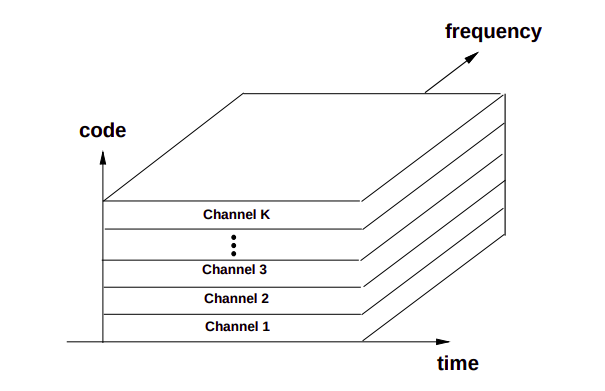 frequency
code
Channel K
Channel 3
Channel 2
Channel 1
time